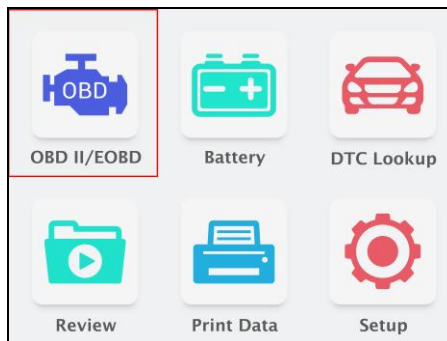 OBD
OBD II/EOBD
Battery
DTC Lookup
Review
Print Data
Setup